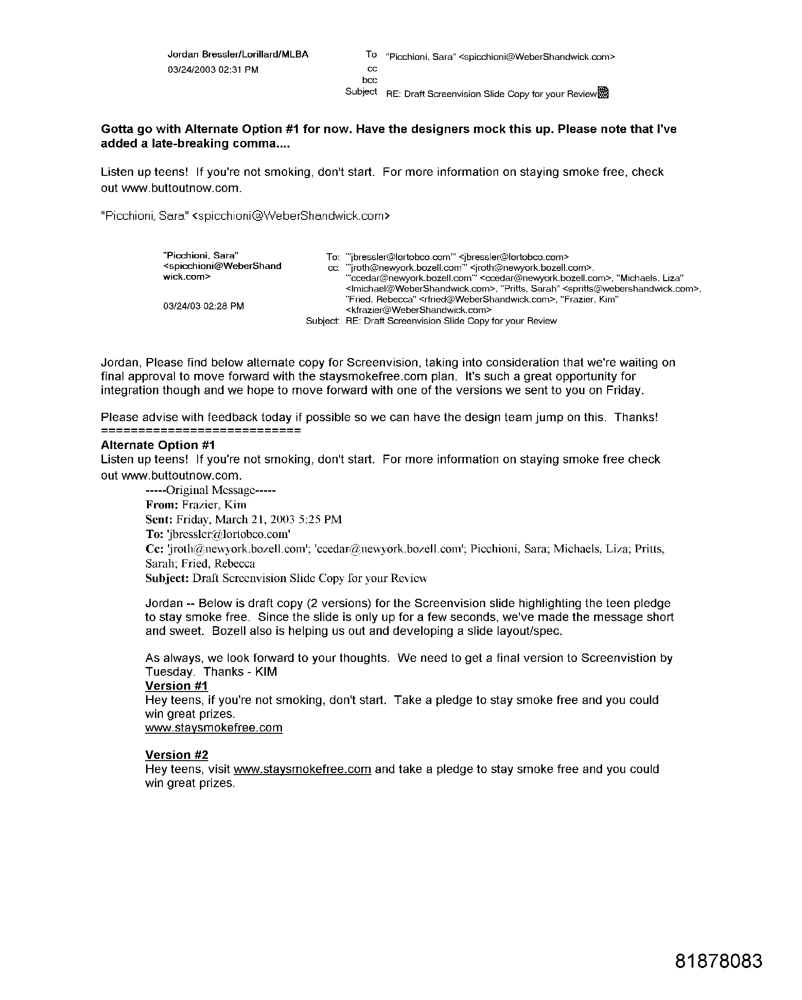 Jordan Bressler/Lorillard/MLBA To "Picchioni, Sara" <spicchioni@WeberShandwick.com>
03/24/2003 02:31 PM cc
bcc
Subject RE: Draft Screenvision Slide Copy for your Review
Gotta go with Alternate Option #1 for now. Have the designers mock this up. Please note that I've
added a late-breaking comma....
Listen up teens! If you're not smoking, don't start. For more information on staying smoke free, check
out www.buttoutnow.com.
"Picchioni, Sara" <spicchioni@WeberShandwick.com>
"Picchioni, Sara" To: "'jbressler@lortobco.com'" <jbressler@lortobco.com>
<spicchioni@WeberShand cc: "'jroth@newyork.bozell.com'" <jroth@newyork.bozell.com>,
wick.com> "'ccedar@newyork.bozell.com'" <ccedar@newyork.bozell.com>, "Michaels, Liza"
<lmichael@WeberShandwick.com>, "Pritts, Sarah" <spritts@webershandwick.com>,
03/24/03 02:28 PM "Fried, Rebecca" <rfried@WeberShandwick.com>, "Frazier, Kim"
<kfrazier@WeberShandwick.com>
Subject: RE: Draft Screenvision Slide Copy for your Review
Jordan, Please find below alternate copy for Screenvision, taking into consideration that we're waiting on
final approval to move forward with the staysmokefree.com plan. It's such a great opportunity for
integration though and we hope to move forward with one of the versions we sent to you on Friday.
Please advise with feedback today if possible so we can have the design team jump on this. Thanks!
===========================
Alternate Option #1
Listen up teens! If you're not smoking, don't start. For more information on staying smoke free check
out www.buttoutnow.com.
-----Original Message-----
From: Frazier, Kim
Sent: Friday, March 21, 2003 5:25 PM
To: 'jbressler@lortobco.com'
Cc: 'jroth@newyork.bozell.com'; 'ccedar@newyork.bozell.com'; Picchioni, Sara; Michaels, Liza; Pritts,
Sarah; Fried, Rebecca
Subject: Draft Screenvision Slide Copy for your Review
Jordan -- Below is draft copy (2 versions) for the Screenvision slide highlighting the teen pledge
to stay smoke free. Since the slide is only up for a few seconds, we've made the message short
and sweet. Bozell also is helping us out and developing a slide layout/spec.
As always, we look forward to your thoughts. We need to get a final version to Screenvistion by
Tuesday. Thanks - KIM
Version #1
Hey teens, if you're not smoking, don't start. Take a pledge to stay smoke free and you could
win great prizes.
www.staysmokefree.com
Version #2
Hey teens, visit www.staysmokefree.com and take a pledge to stay smoke free and you could
win great prizes.
81878083